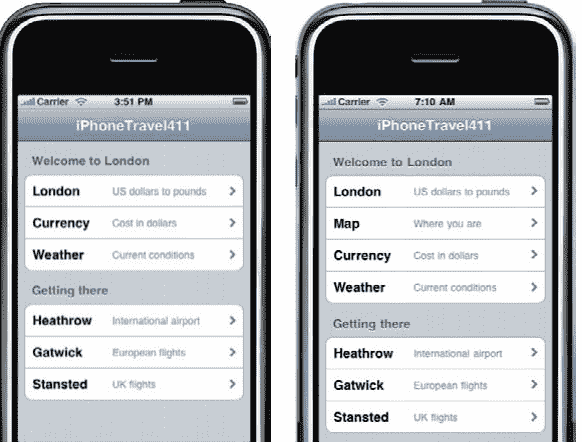 Carrier 3:51 PM
iPhoneTravel411
Welcome to London
London US dollars to pounds
Currency Cost in dollars
Weather Current conditions
Getting there
Heathrow International airport
Gatwick European flights
Stansted UK flights
Carrier 7:10 AM
iPhoneTravel411
Welcome to London
London US dollars to pounds
Map Where you are
Currency Cost in dollars
Weather Current conditions
Getting there
Heathrow International airport
Gatwick European flights
Stansted UK flights